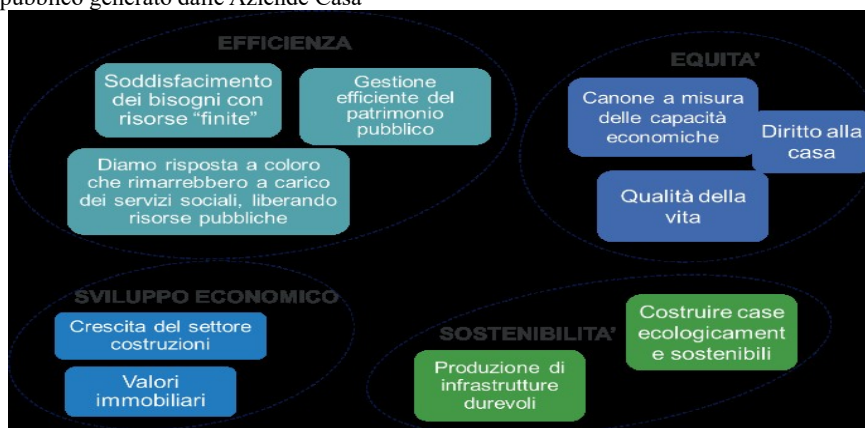 pubblico generato dalle Aziende Casa
EFFICIENZA
Soddisfacimento
dei bisogni con
risorse “finite”
Gestione
efficiente del
patrimonio
pubblico
Diamo risposta a coloro
che rimarrebbero a carico
dei servizi sociali, liberando
risorse pubbliche
EQUITA’
Canone a misura
delle capacità
economiche
Diritto alla
casa
Qualità della
vita
SVILUPPO ECONOMICO
Crescita del settore
costruzioni
Valori
immobiliari
SOSTENIBILITA’
Produzione di
infrastrutture
durevoli
Costruire case
ecologicament
e sostenibili